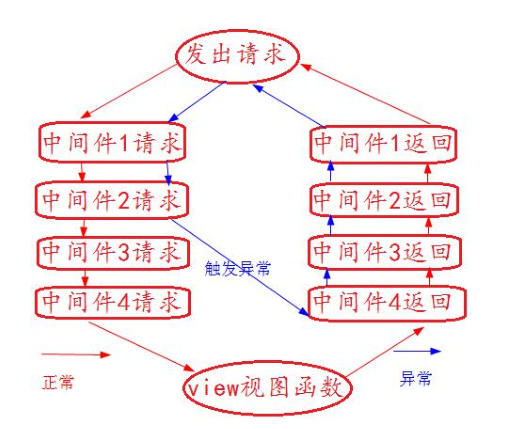 发出请求
中间件1请求
中间件1返回
中间件2请求
中间件2返回
中间件3请求
中间件3返回
触发异常
中间件4请求
中间件4返回
正常
view视图函数
异常